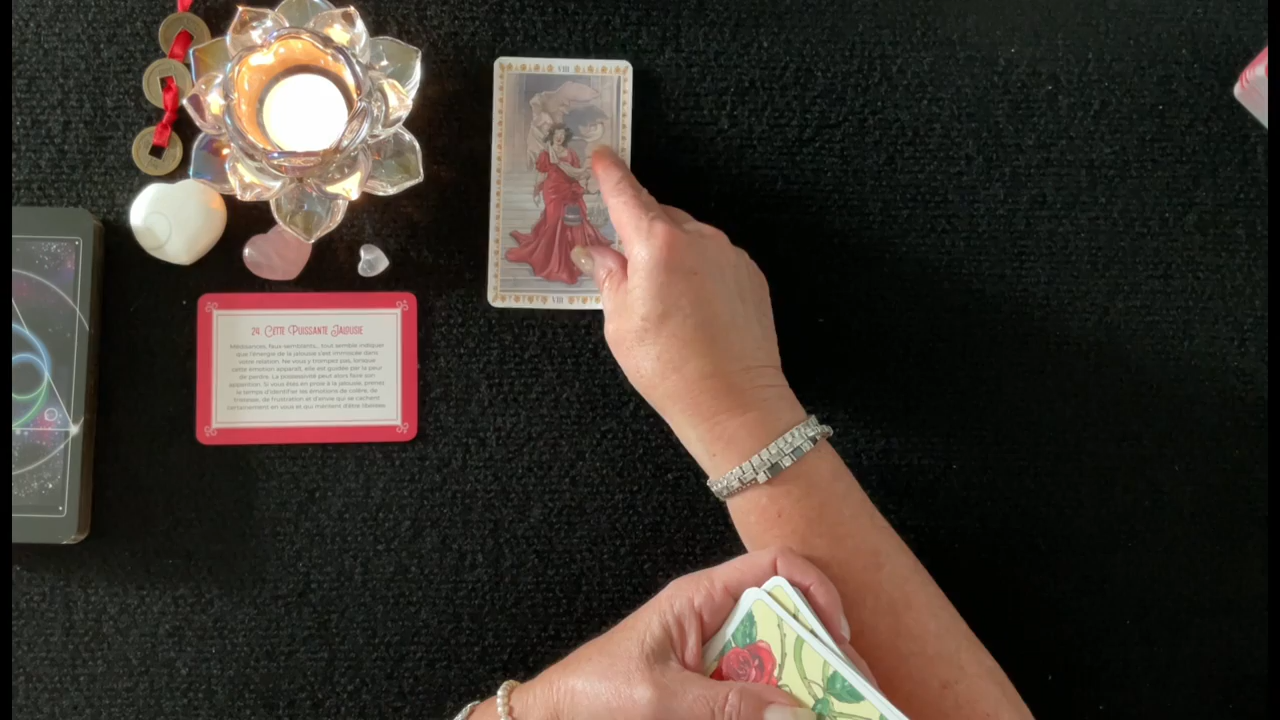 VIII
24. Cette Puissante Jalousie
Médisances, faux-semblants... tout semble indiquer
que l'énergie de la jalousie s'est immiscée dans
votre relation. Ne vous y trompez pas, lorsque
cette émotion apparaît, elle est guidée par la peur
de perdre. La possessivité peut alors faire son
apparition. Si vous êtes en proie à la jalousie, prenez
le temps d'identifier les émotions de colère, de
tristesse, de frustration et d'envie qui se cachent
certainement en vous et qui méritent d'être libérées.
VIII